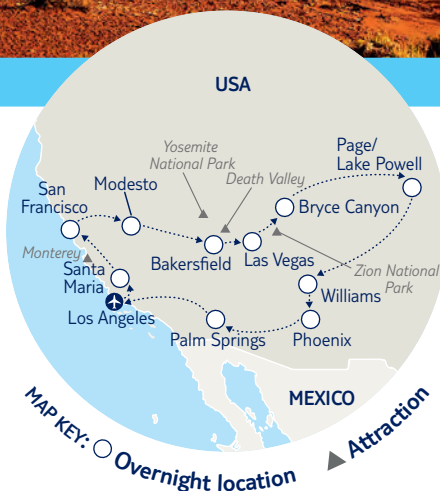 USA
Yosemite
National Park
Death Valley
Page/
Lake Powell
San
Francisco
Modesto
Bryce Canyon
Monterey
Santa
Maria
Bakersfield
Las Vegas
Zion National
Park
Williams
Los Angeles
Palm Springs
Phoenix
MEXICO
MAP KEY: Overnight location Attraction